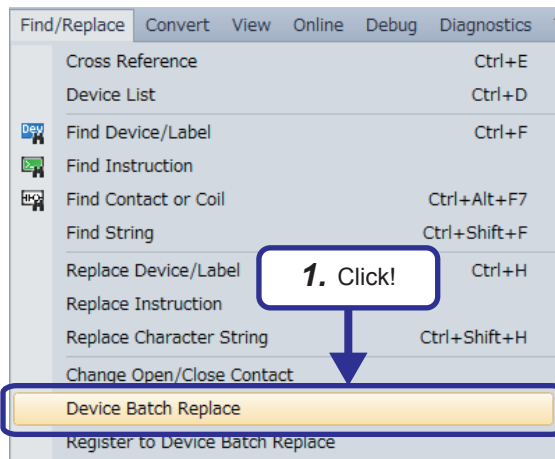 Find/Replace Convert View Online Debug Diagnostics
Cross Reference Ctrl+E
Device List Ctrl+D
Dev
Find Device/Label Ctrl+F
Find Instruction
Find Contact or Coil Ctrl+Alt+F7
Find String Ctrl+Shift+F
Replace Device/Label Ctrl+H
1. Click!
Replace Instruction
Replace Character String Ctrl+Shift+H
Change Open/Close Contact
Device Batch Replace
Register to Device Batch Replace